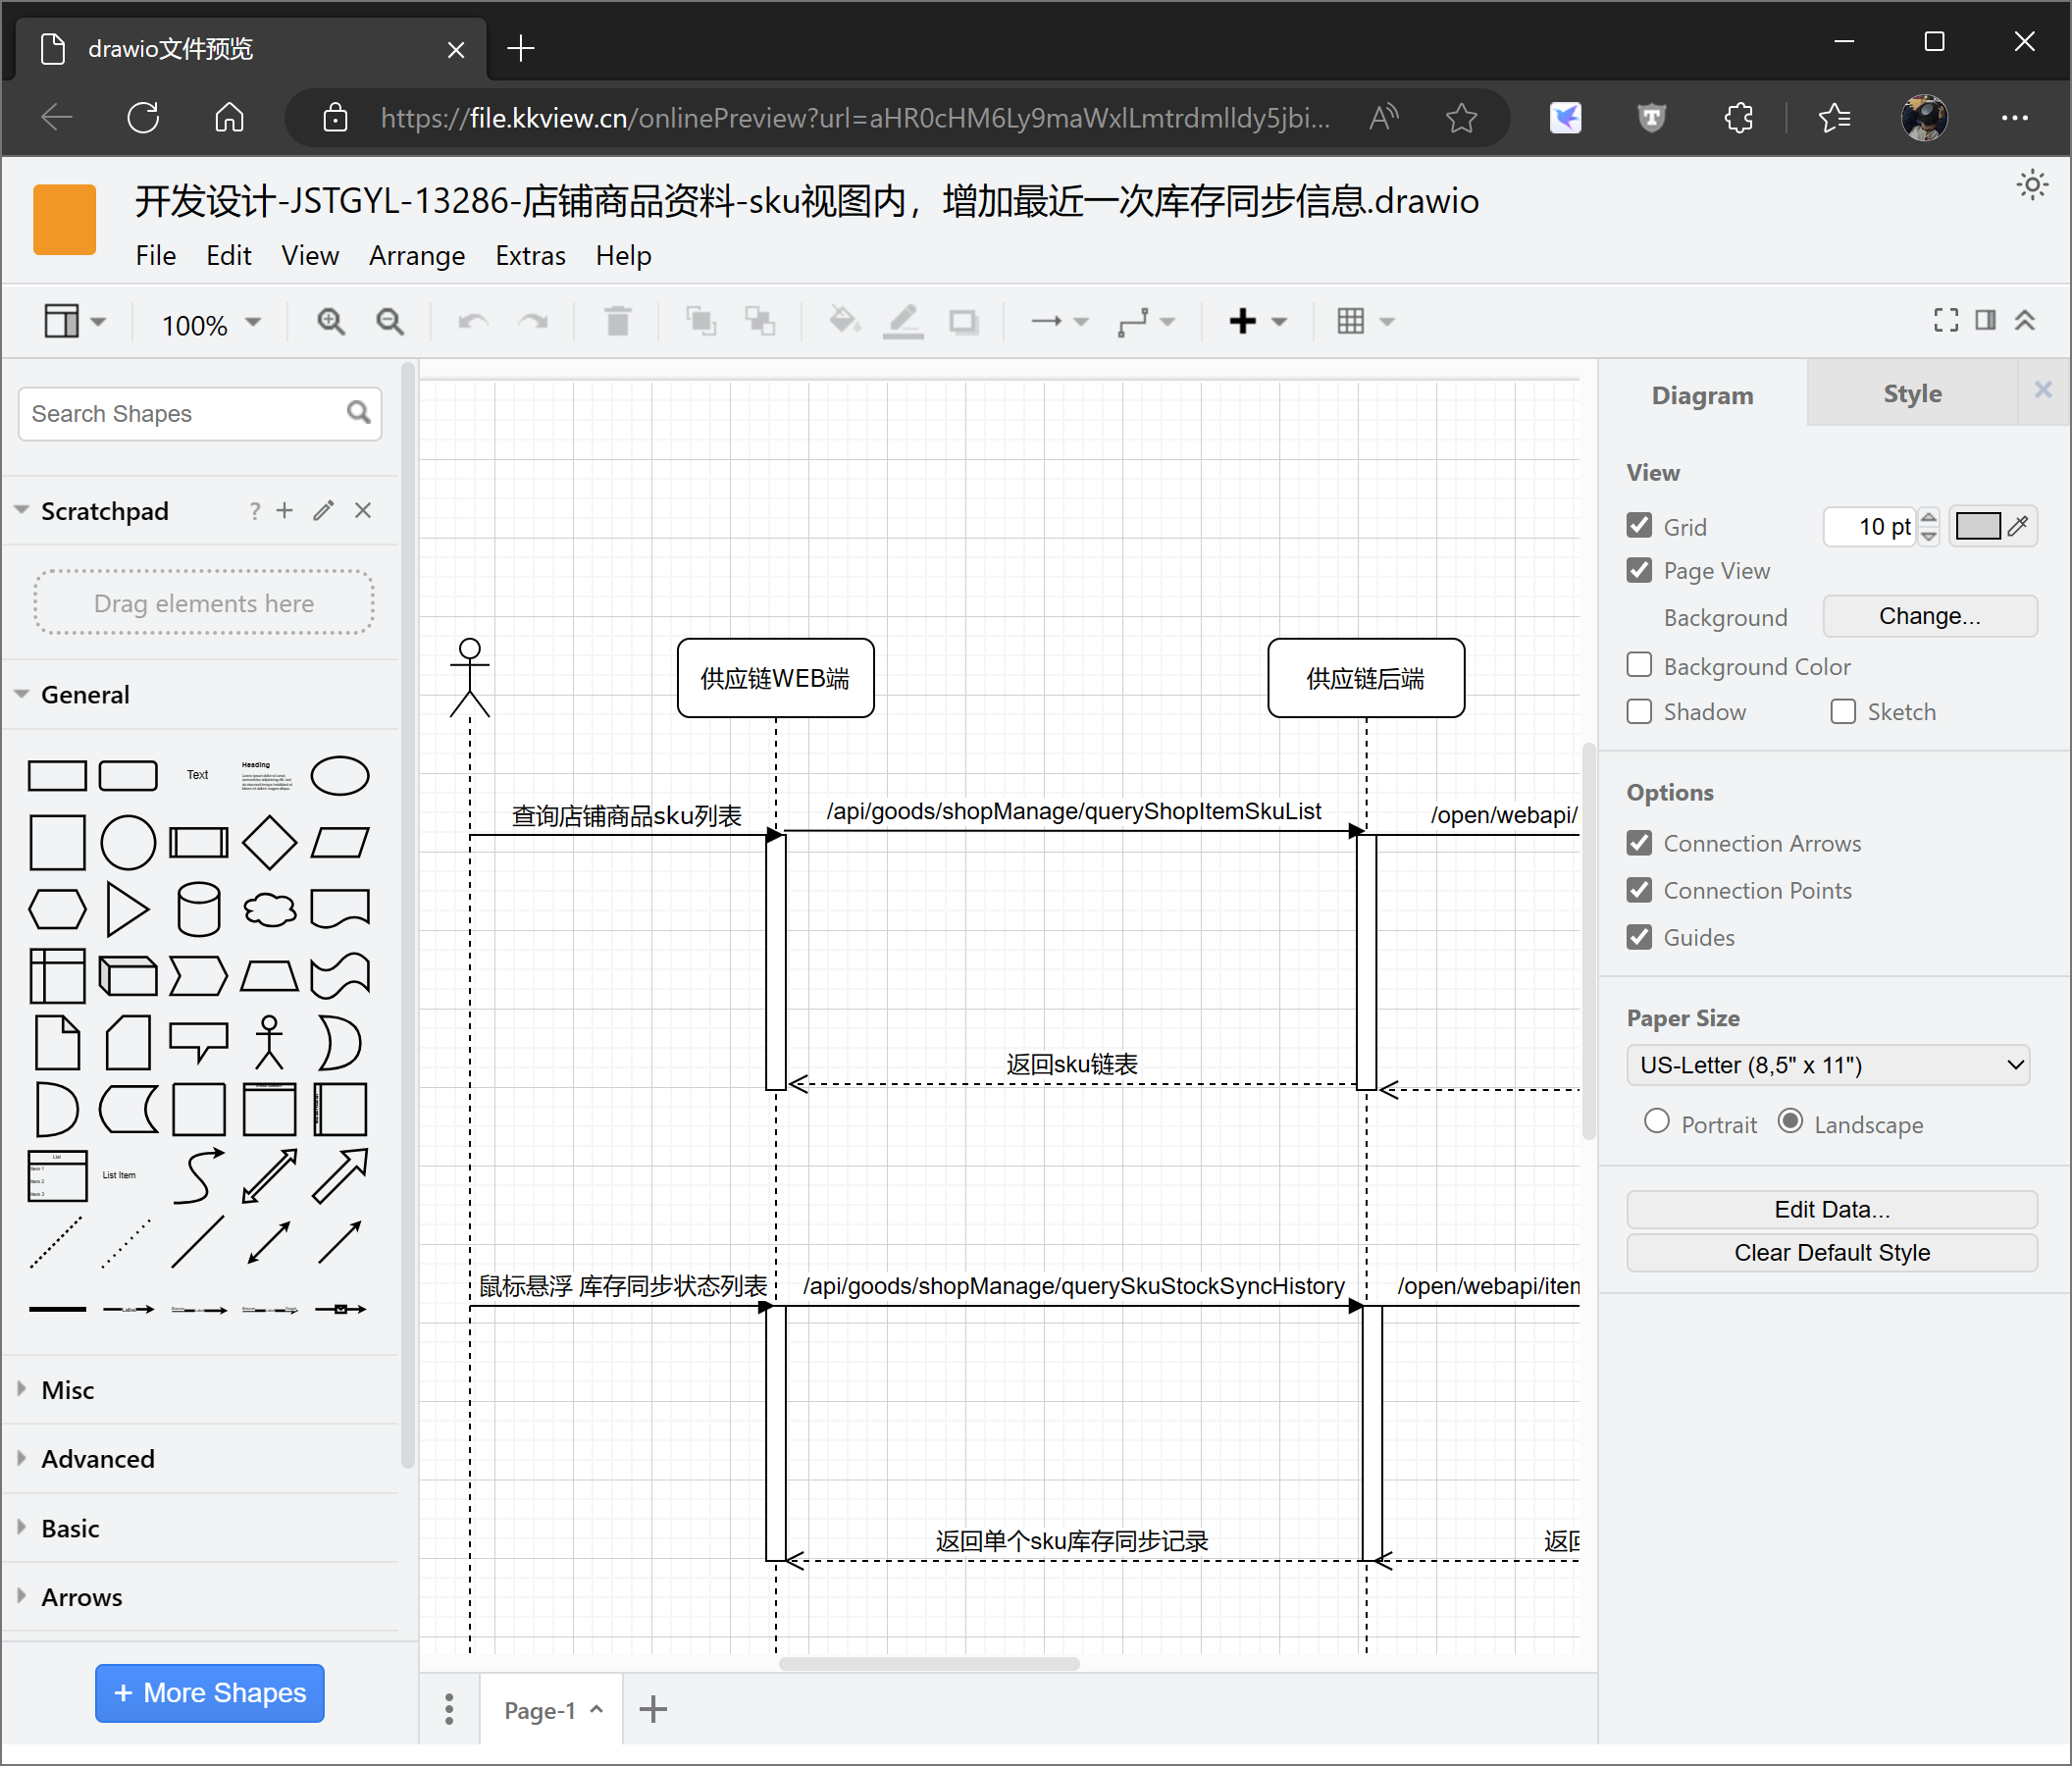 drawio文件预览
https://file.kkview.cn/onlinePreview?url=aHR0cHM6Ly9maWxlLmtrdmlldy5jbi...
开发设计-JSTGYL-13286-店铺商品资料-sku视图内，增加最近一次库存同步信息.drawio
File Edit View Arrange Extras Help
100%
Search Shapes
Scratchpad ?
Drag elements here
General
Text
Heading
List
Item 1
Item 2
Item 3
List Item
Misc
Advanced
Basic
Arrows
+ More Shapes
供应链WEB端
供应链后端
查询店铺商品sku列表
/api/goods/shopManage/queryShopItemSkuList
/open/webapi/
返回sku链表
鼠标悬浮 库存同步状态列表
/api/goods/shopManage/querySkuStockSyncHistory
/open/webapi/iten
返回单个sku库存同步记录
返回
Page-1
Diagram
Style
View
Grid
10 pt
Page View
Background
Change...
Background Color
Shadow
Sketch
Options
Connection Arrows
Connection Points
Guides
Paper Size
US-Letter (8,5" x 11")
Portrait
Landscape
Edit Data...
Clear Default Style